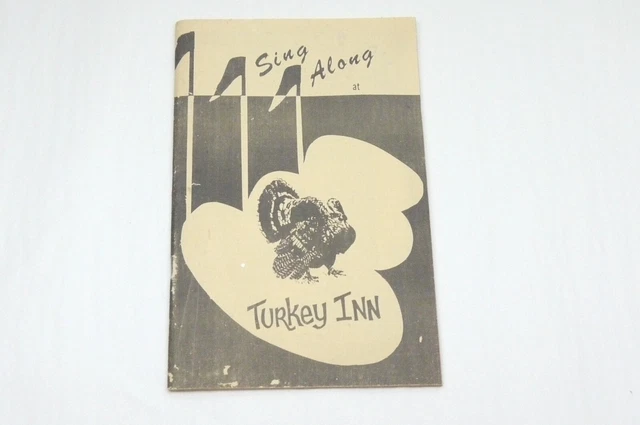 Sing
Along
at
Turkey Inn